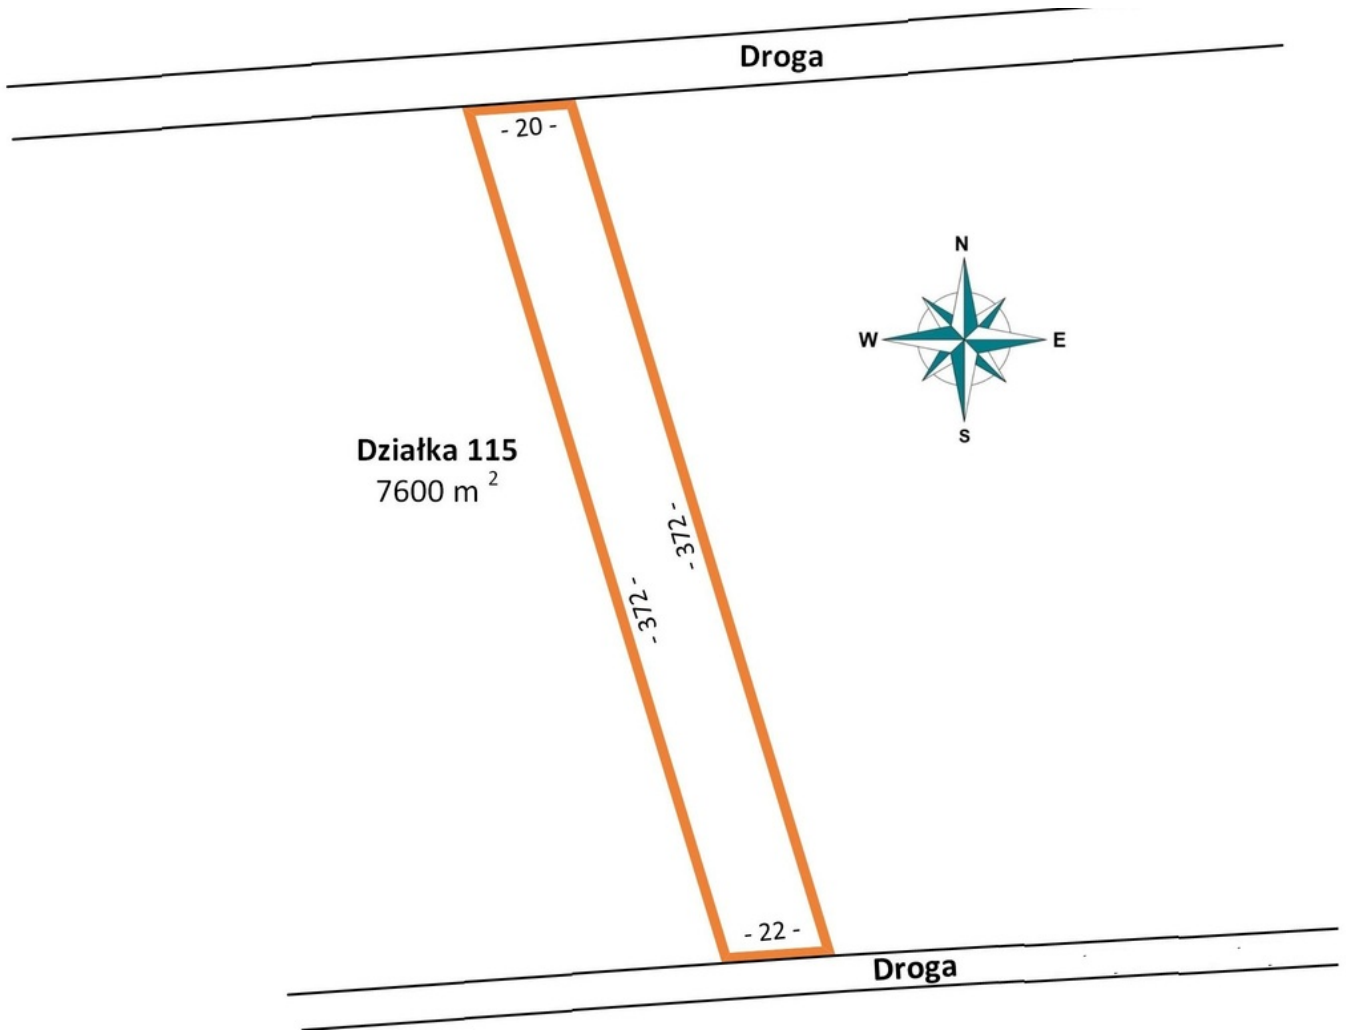 Droga
- 20 -
N
W
E
S
Działka 115
7600 m ²
- 372 -
- 372 -
- 22 -
Droga